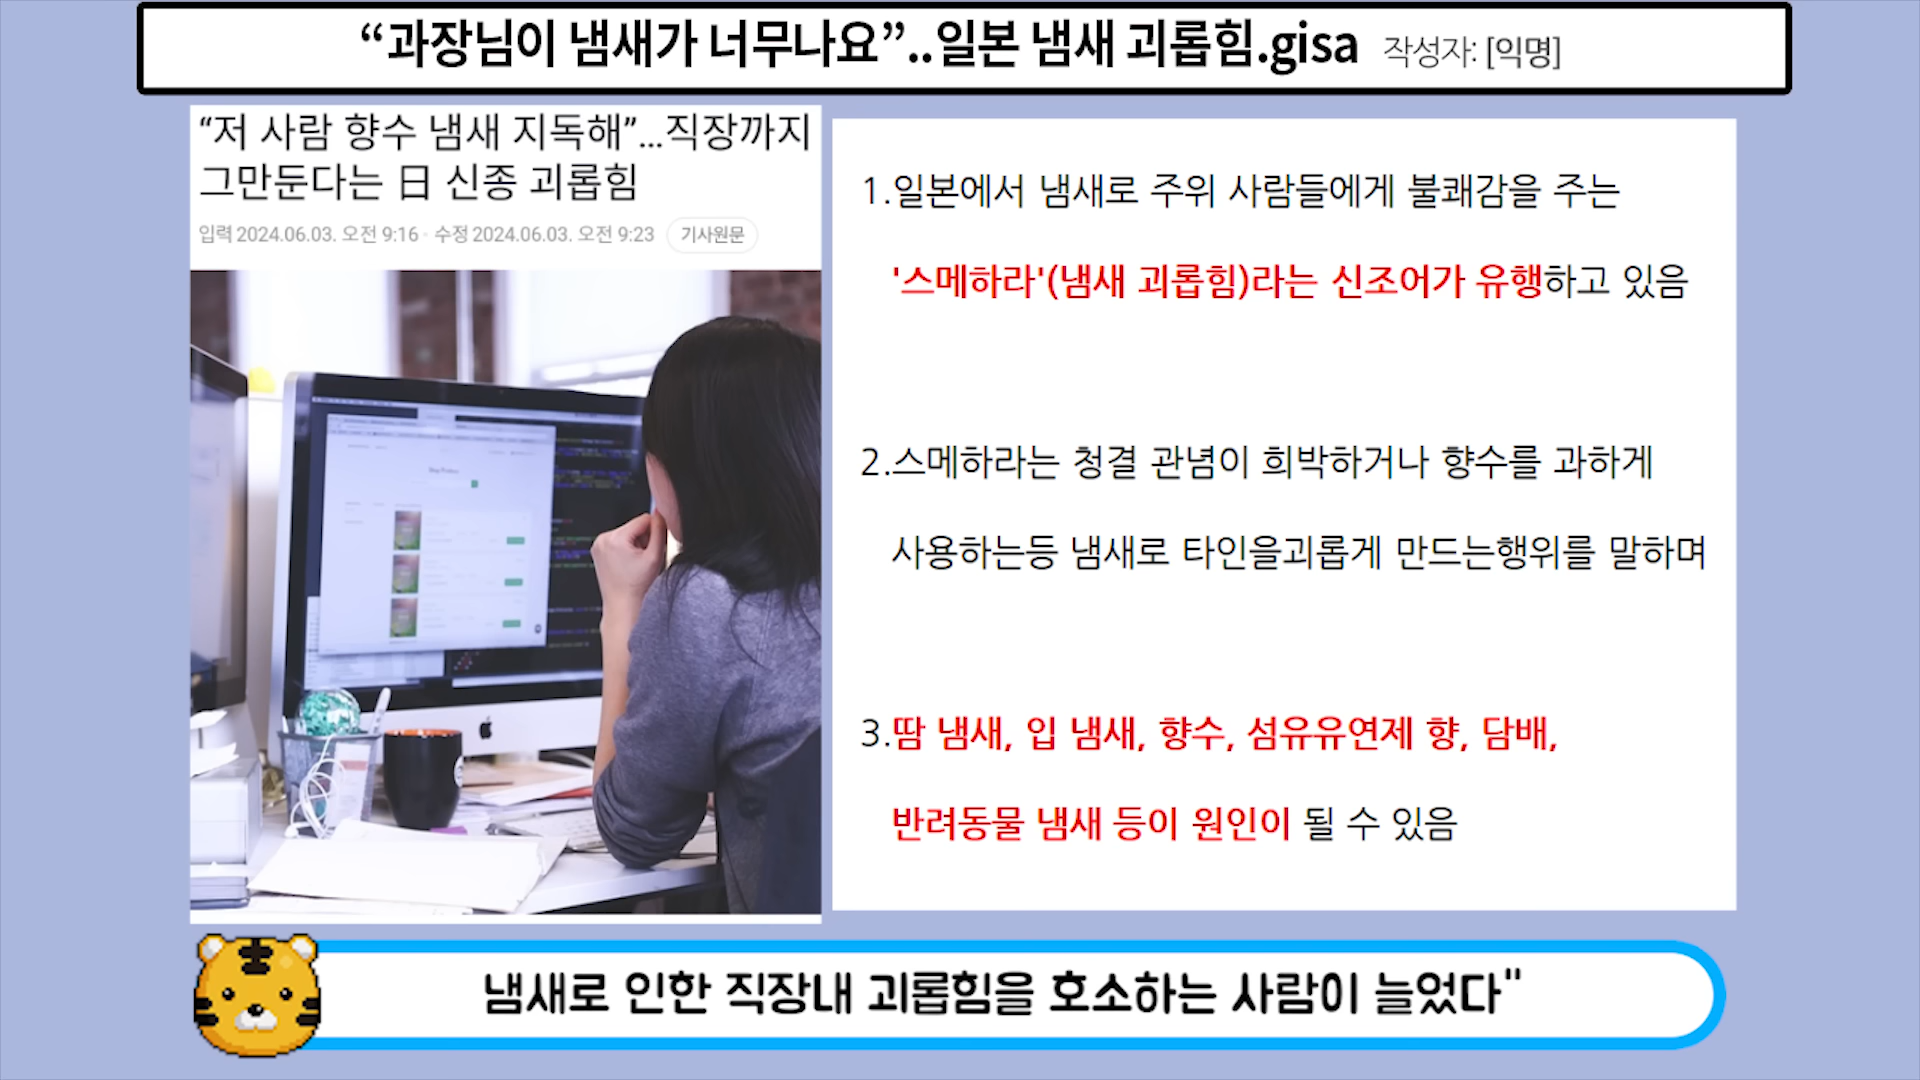 “과장님이 냄새가 너무나요”..일본 냄새 괴롭힘.gisa 작성자: [익명]
“저 사람 향수 냄새 지독해”...직장까지
그만둔다는 日 신종 괴롭힘
입력 2024.06.03. 오전 9:16 · 수정 2024.06.03. 오전 9:23 기사원문
1.일본에서 냄새로 주위 사람들에게 불쾌감을 주는
'스메하라'(냄새 괴롭힘)라는 신조어가 유행하고 있음
2.스메하라는 청결 관념이 희박하거나 향수를 과하게
사용하는등 냄새로 타인을괴롭게 만드는행위를 말하며
3.땀 냄새, 입 냄새, 향수, 섬유유연제 향, 담배,
반려동물 냄새 등이 원인이 될 수 있음
냄새로 인한 직장내 괴롭힘을 호소하는 사람이 늘었다"